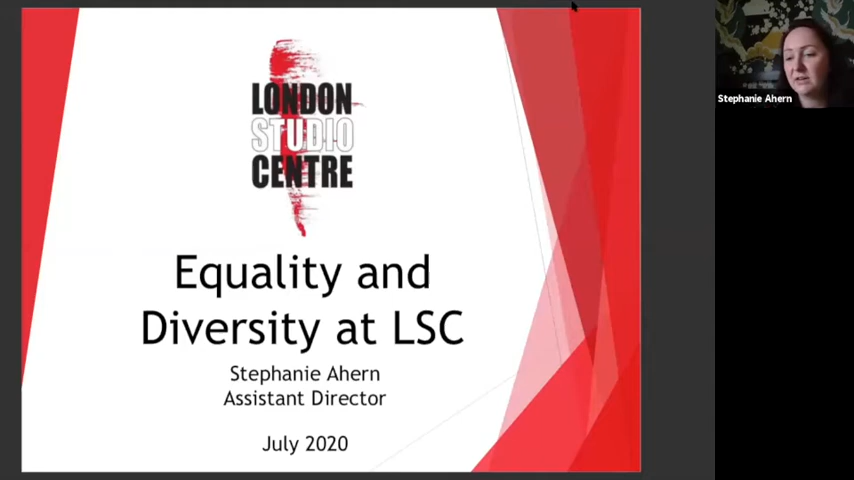 LONDON
STUDIO
CENTRE
Equality and
Diversity at LSC
Stephanie Ahern
Assistant Director
July 2020
Stephanie Ahern